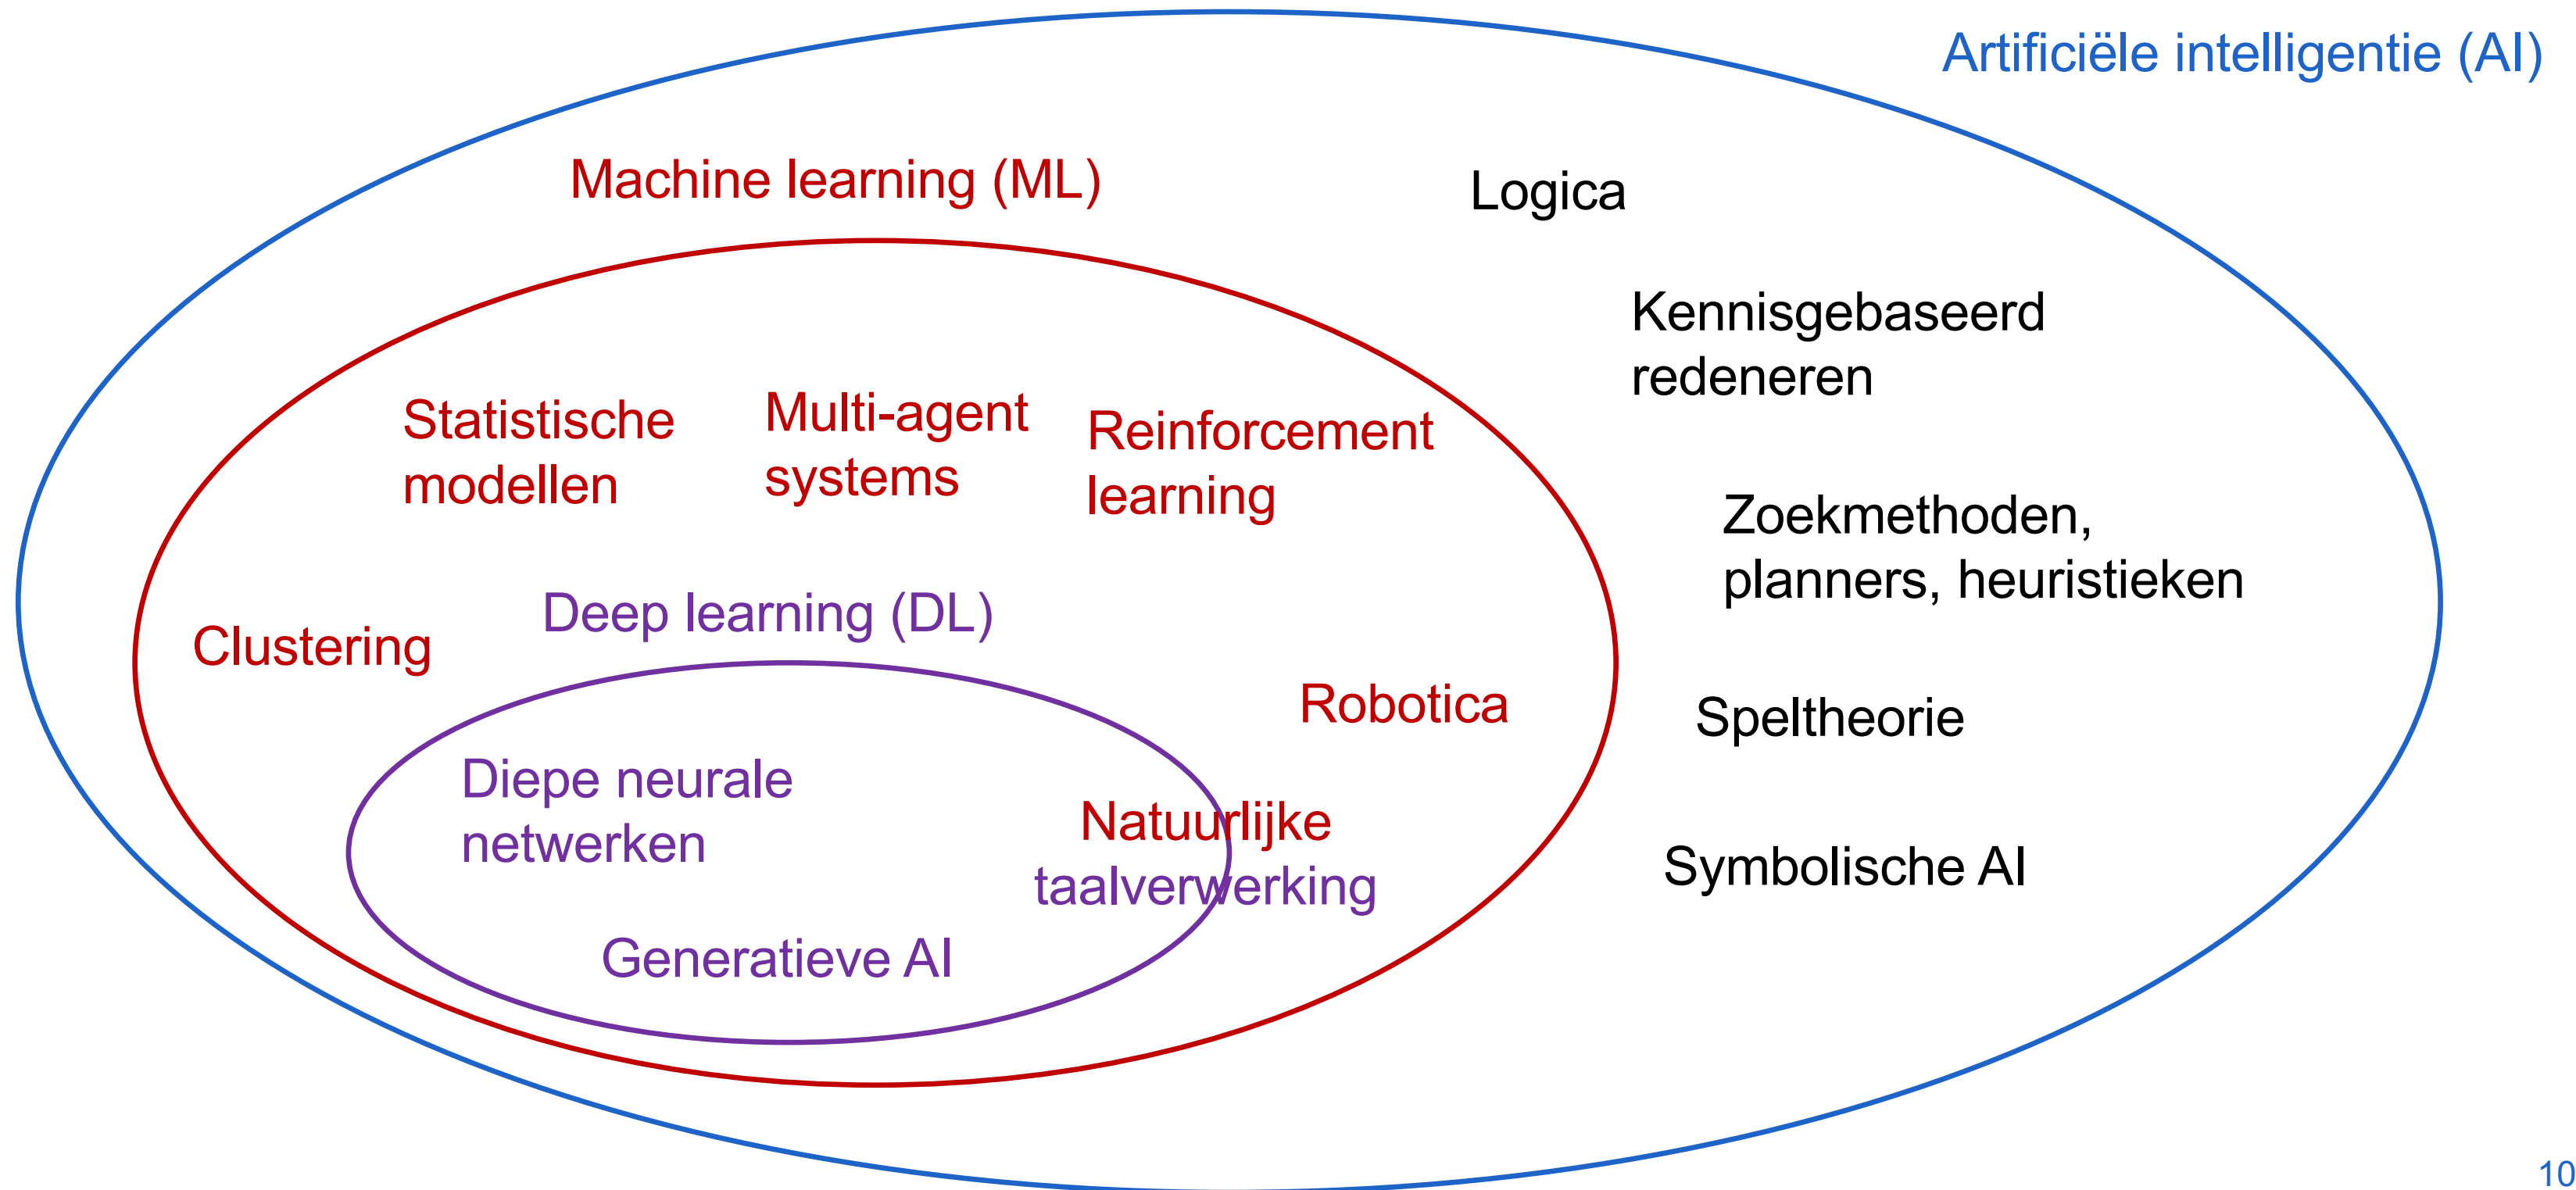 Artificiële intelligentie (AI)
Machine learning (ML)
Logica
Kennisgebaseerd
redeneren
Statistische
modellen
Multi-agent
systems
Reinforcement
learning
Zoekmethoden,
planners, heuristieken
Deep learning (DL)
Clustering
Robotica
Speltheorie
Diepe neurale
netwerken
Natuurlijke
taalverwerking
Symbolische AI
Generatieve AI
10